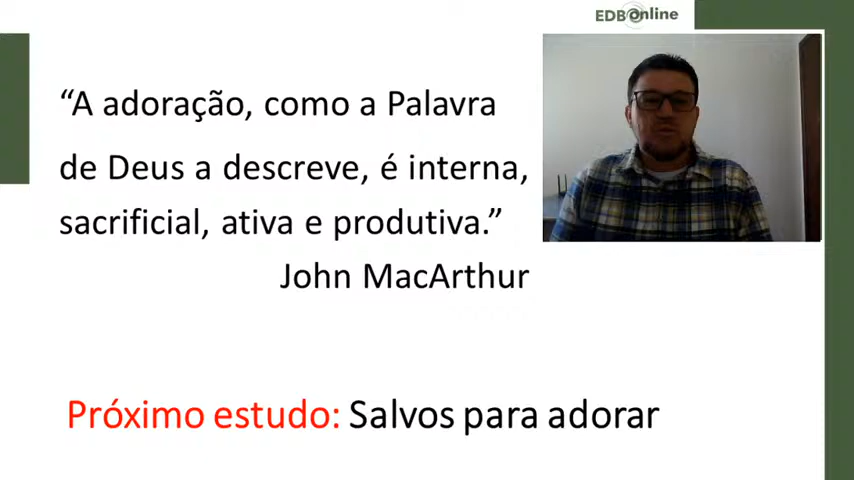 EDB Online
“A adoração, como a Palavra
de Deus a descreve, é interna,
sacrificial, ativa e produtiva.”
John MacArthur
Próximo estudo: Salvos para adorar